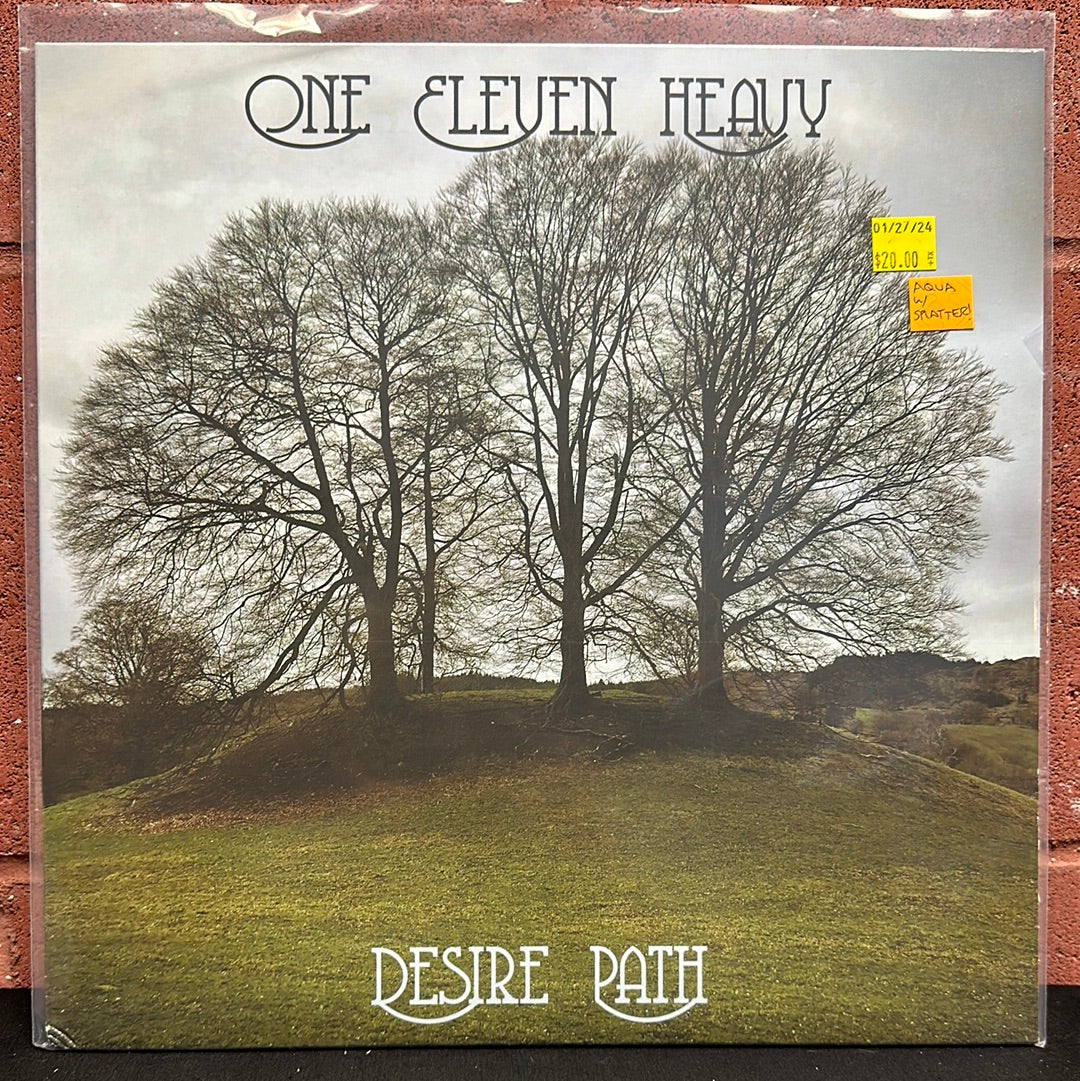 ONE ELEVEN HEAVY
01/27/24
$20.00
AQUA
W/
SPLATTER!
DESIRE PATH